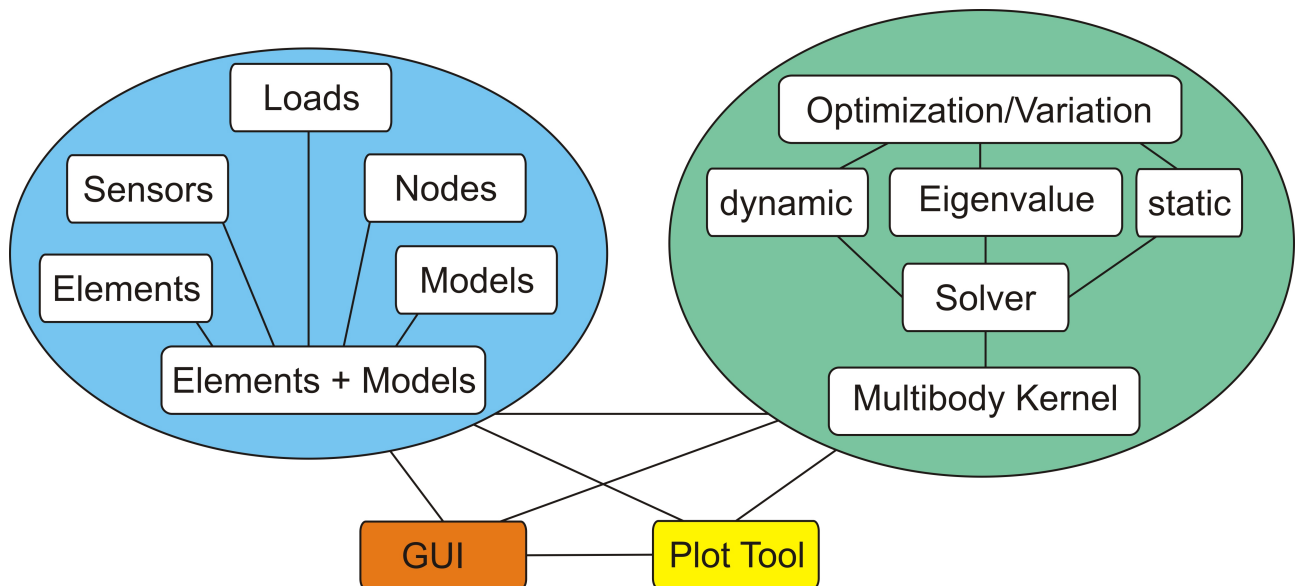 Loads
Sensors
Nodes
Elements
Models
Elements + Models
Optimization/Variation
dynamic
Eigenvalue
static
Solver
Multibody Kernel
GUI
Plot Tool